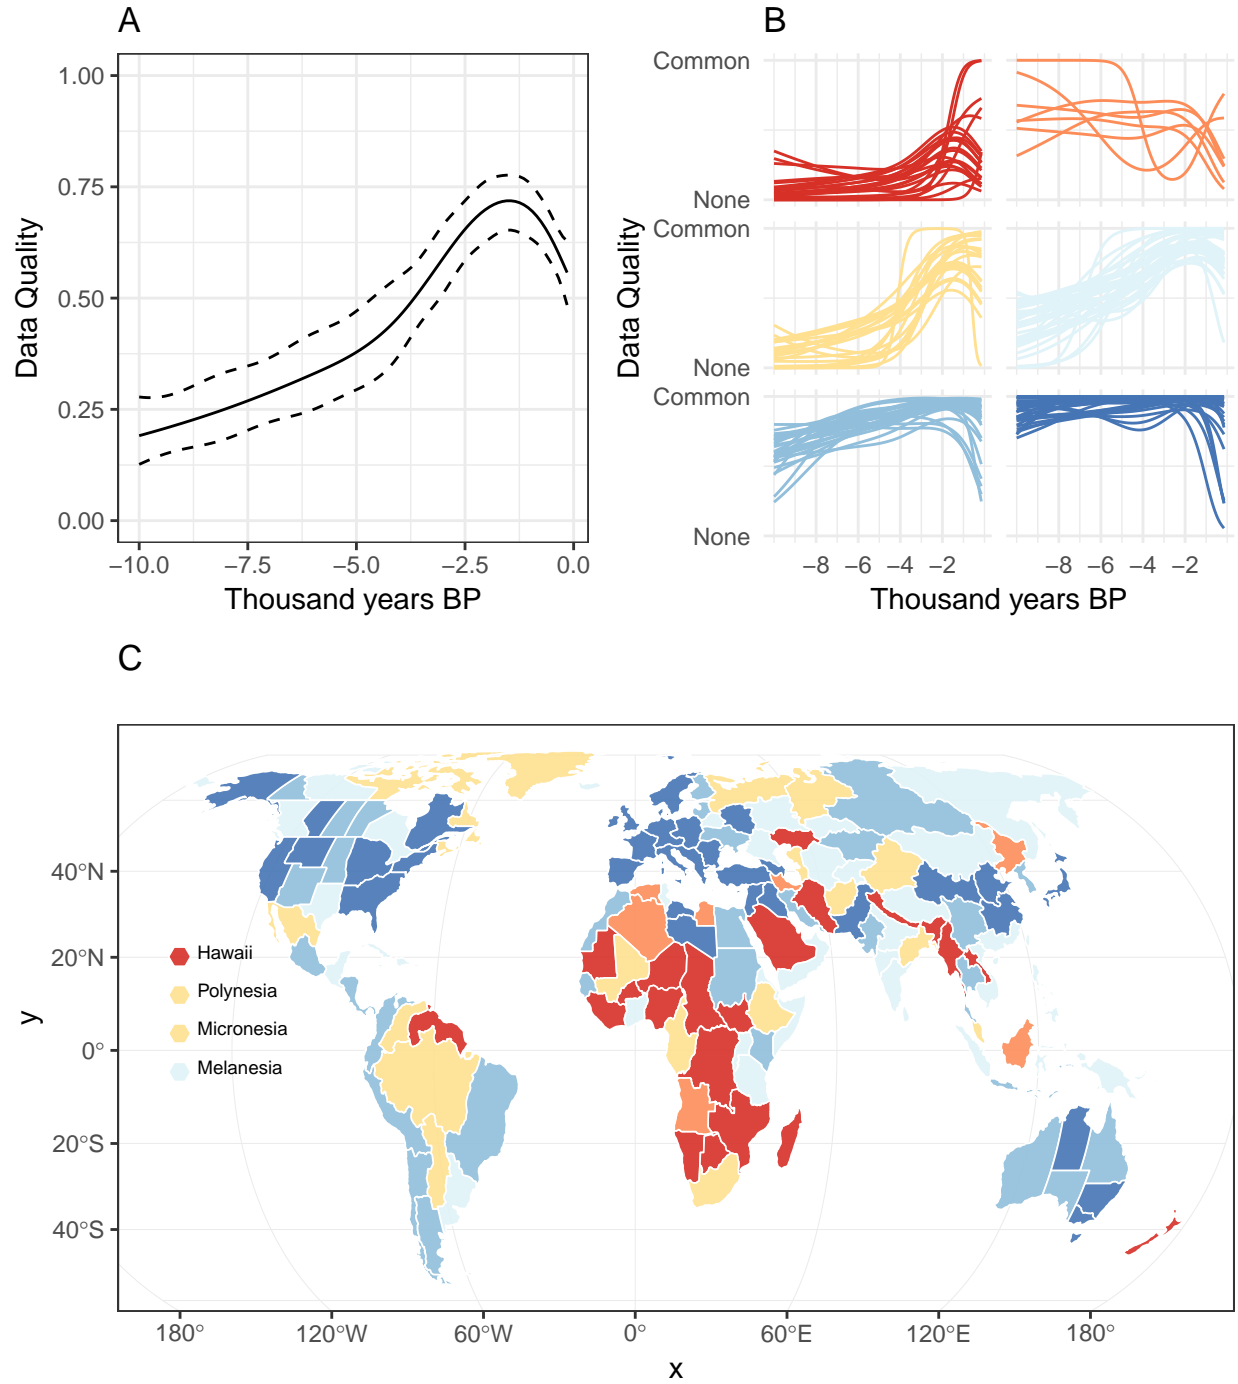 A
B
1.00
0.75
0.50
0.25
0.00
Data Quality
−10.0
−7.5
−5.0
−2.5
0.0
Thousand years BP
Common
None
Common
None
Common
None
Data Quality
−8
−6
−4
−2
−8
−6
−4
−2
Thousand years BP
C
40°N
20°N
0°
20°S
40°S
y
Hawaii
Polynesia
Micronesia
Melanesia
180°
120°W
60°W
0°
60°E
120°E
180°
x